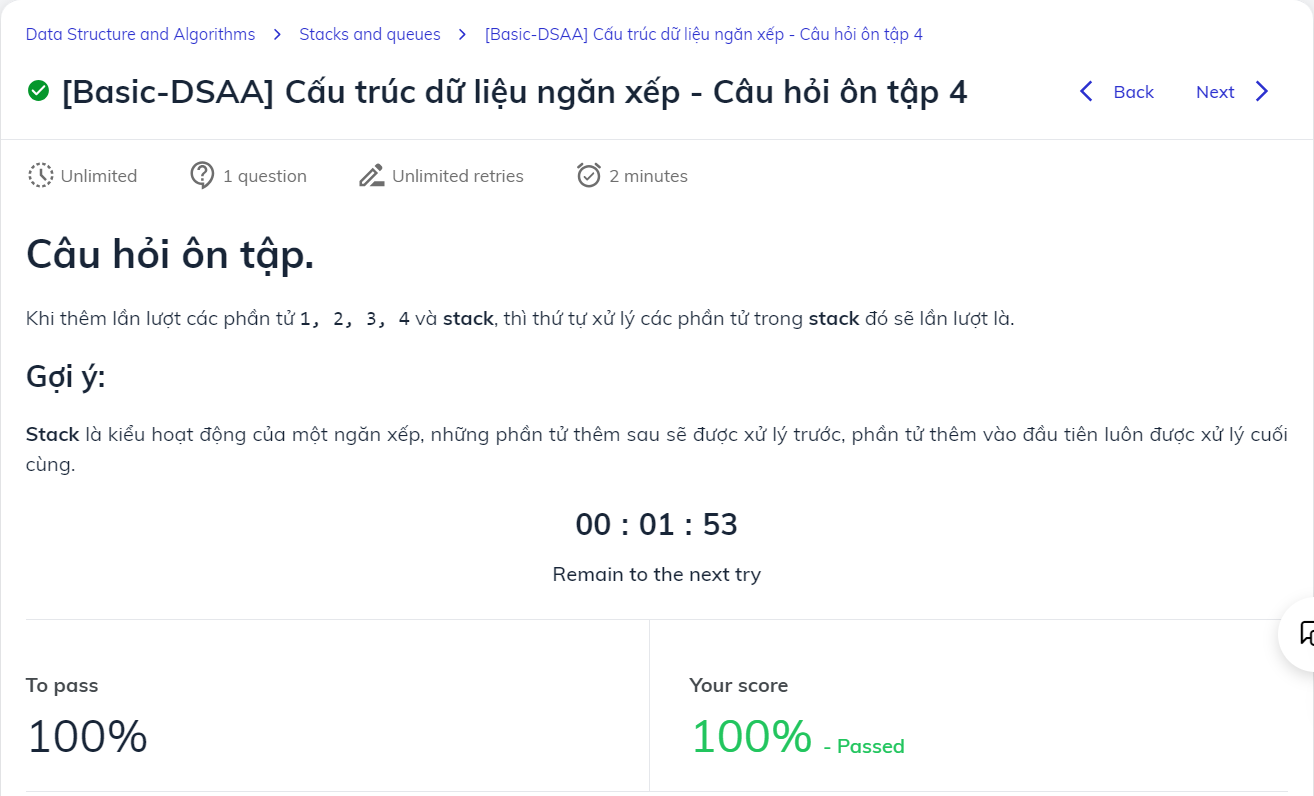 Data Structure and Algorithms > Stacks and queues > [Basic-DSAA] Cấu trúc dữ liệu ngăn xếp - Câu hỏi ôn tập 4
[Basic-DSAA] Cấu trúc dữ liệu ngăn xếp - Câu hỏi ôn tập 4
Back Next
Unlimited 1 question Unlimited retries 2 minutes
Câu hỏi ôn tập.
Khi thêm lần lượt các phần tử 1, 2, 3, 4 và stack, thì thứ tự xử lý các phần tử trong stack đó sẽ lần lượt là.
Gợi ý:
Stack là kiểu hoạt động của một ngăn xếp, những phần tử thêm sau sẽ được xử lý trước, phần tử thêm vào đầu tiên luôn được xử lý cuối
cùng.
00 : 01 : 53
Remain to the next try
To pass
100%
Your score
100% - Passed